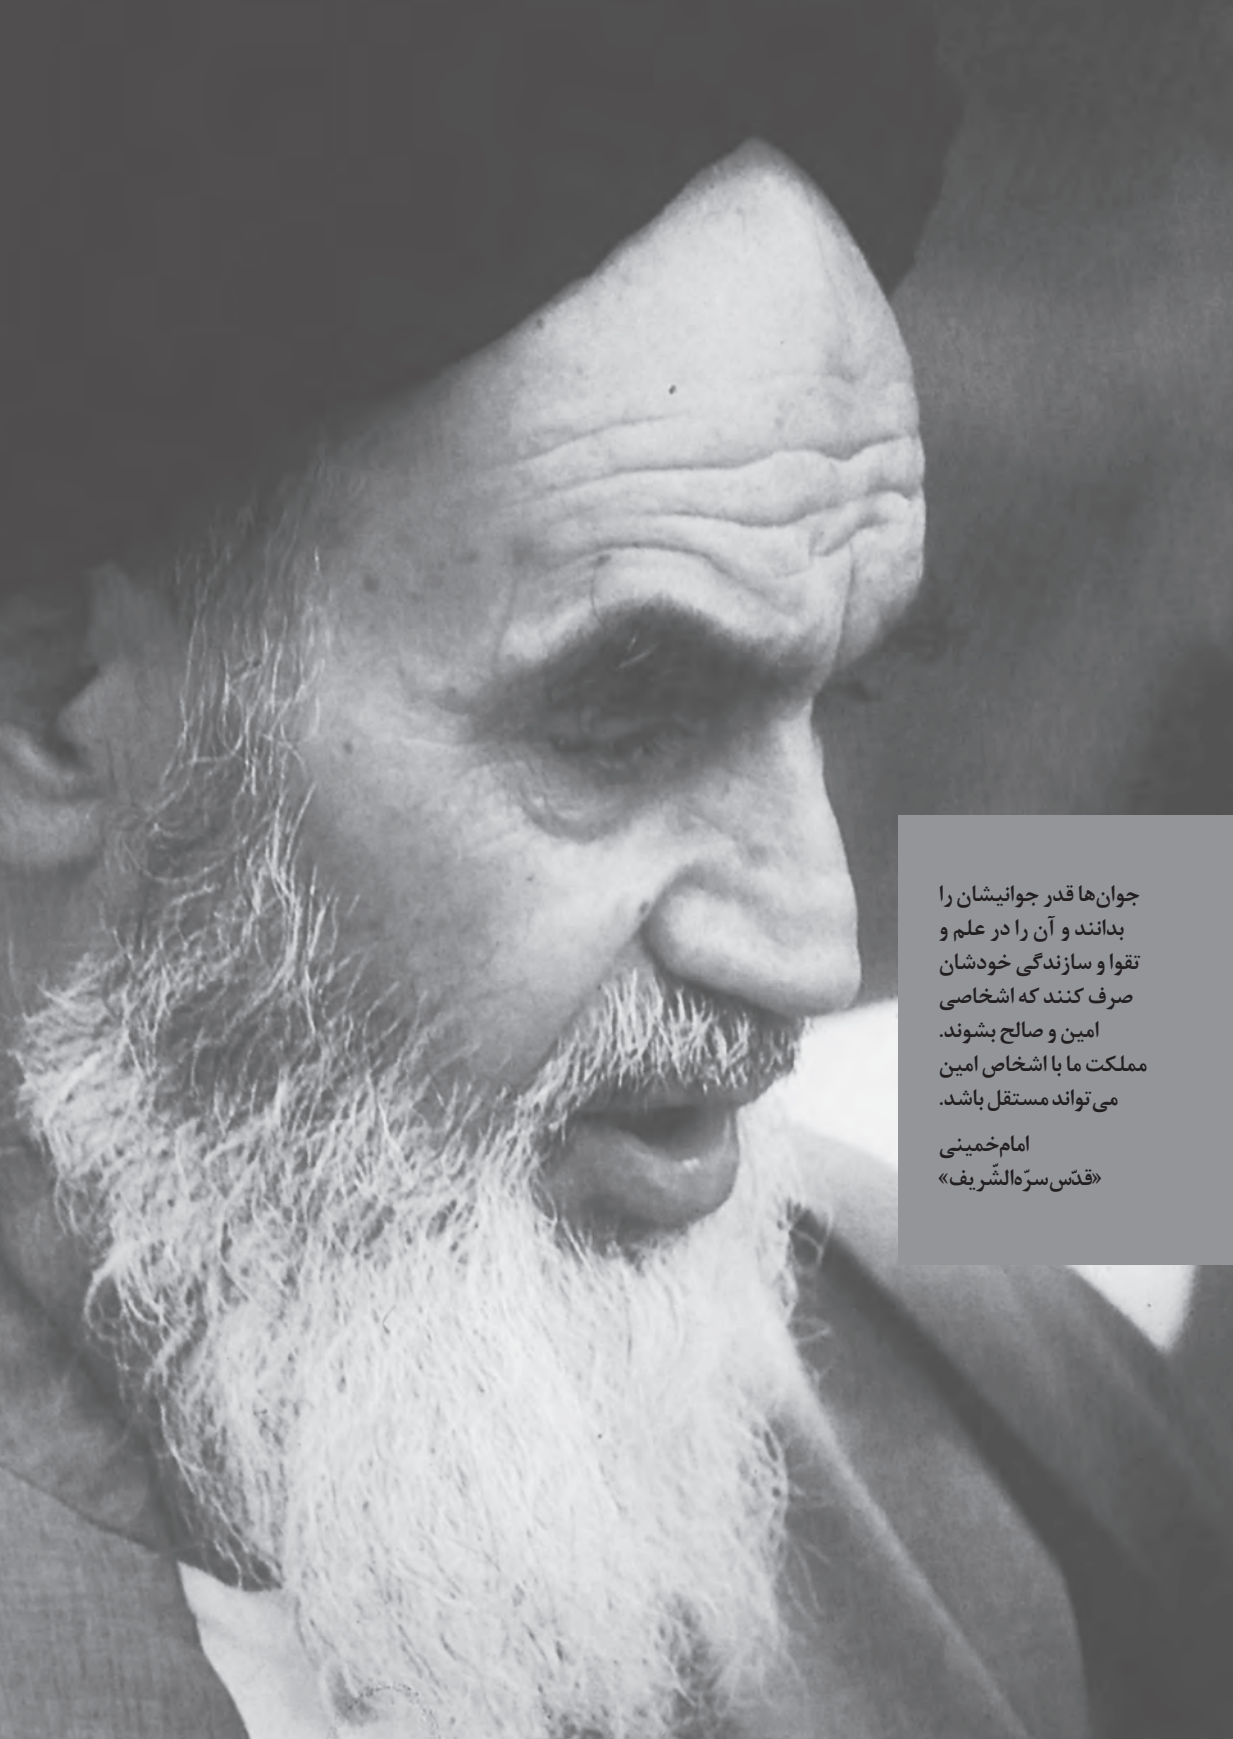 جوان‌ها قدر جوانیشان را
بدانند و آن را در علم و
تقوا و سازندگی خودشان
صرف کنند که اشخاصی
امین و صالح بشوند.
مملکت ما با اشخاص امین
می‌تواند مستقل باشد.
امام‌خمینی
«قدّس‌سرّه‌الشّریف»